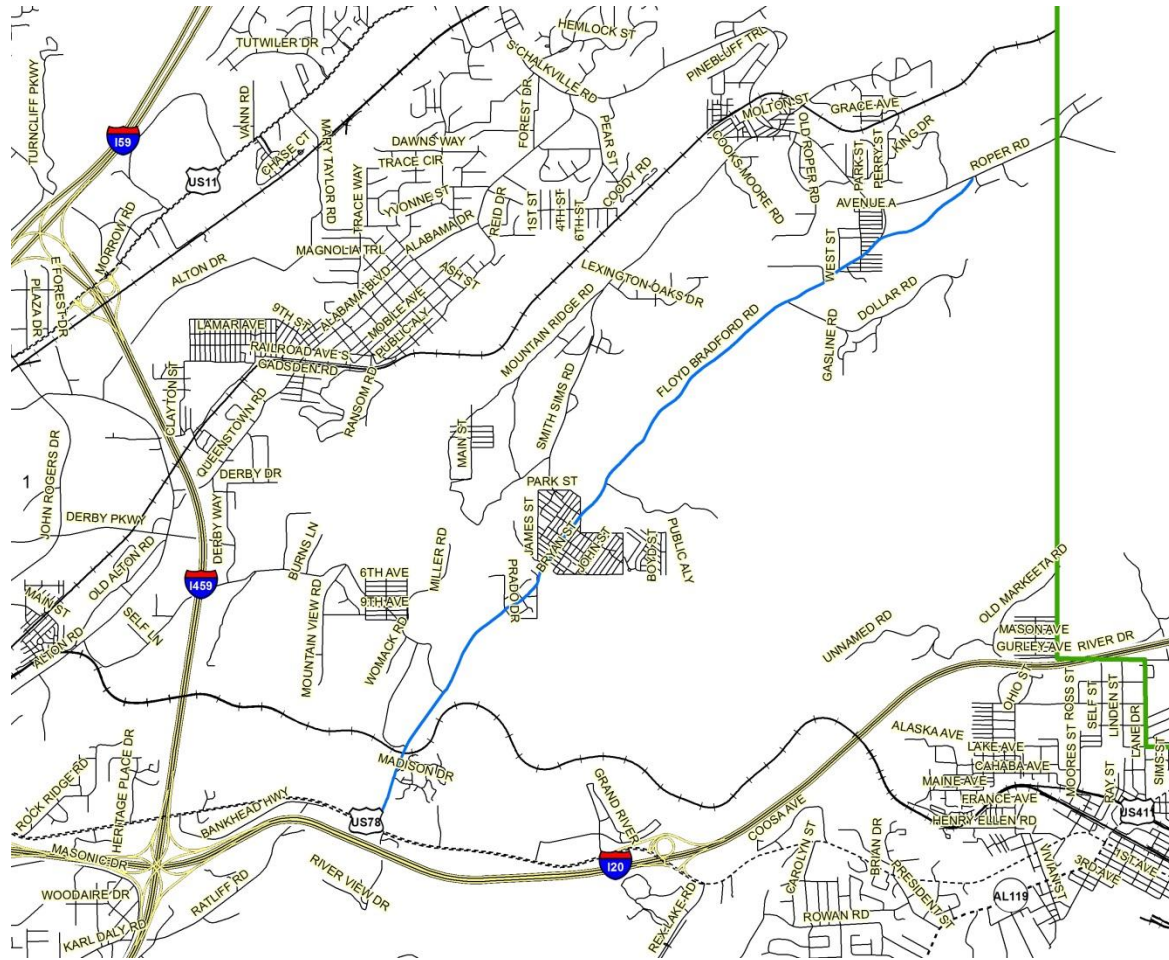 HEMLOCK ST
TUTWILER DR
S CHALKVILLE RD
PINEBLUFF TRL
TURNCLIFF PKWY
VANN RD
MOLTON ST
GRACE AVE
I59
MARY TAYLOR RD
FOREST DR
PEAR ST
OLD ROPER RD
PARK ST
PERRY ST
KING DR
DAWNS WAY
CHASE CT
TRACE CIR
COOKS-MOORE RD
ROPER RD
US11
TRACE WAY
YVONNE ST
REID DR
1ST ST
4TH ST
6TH ST
COODY RD
AVENUE A
MORROW RD
MAGNOLIA TRL
ALABAMA DR
WEST ST
PLAZA DR
E FOREST DR
ALTON DR
ASH ST
LEXINGTON OAKS DR
DOLLAR RD
9TH ST
ALABAMA BLVD
MOBILE AVE
PUBLIC ALY
MOUNTAIN RIDGE RD
FLOYD BRADFORD RD
GASLINE RD
LAMAR AVE
RAILROAD AVE S
GADSDEN RD
CLAYTON ST
QUEENSTOWN RD
RANSOM RD
SMITH SIMS RD
MAIN ST
JOHN ROGERS DR
1
DERBY DR
PARK ST
DERBY PKWY
DERBY WAY
JAMES ST
BRYAN ST
JOHN ST
BOYD ST
PUBLIC ALY
OLD ALTON RD
BURNS LN
MILLER RD
I459
6TH AVE
9TH AVE
PRADO DR
OLD MARKEETA RD
MAIN ST
SELF LN
MOUNTAIN VIEW RD
WOMACK RD
UNNAMED RD
MASON AVE
GURLEY AVE
RIVER DR
ALTON RD
OHIO ST
MOORES ST
ROSS ST
SELF ST
LINDEN ST
LANE DR
SIMS ST
ALASKA AVE
LAKE AVE
CAHABA AVE
MADISON DR
MAINE AVE
RAY ST
ROCK RIDGE RD
HERITAGE PLACE DR
BANKHEAD HWY
US78
GRAND RIVER
COOSA AVE
FRANCE AVE
HENRY ELLEN RD
US411
MASONIC DR
I20
CAROLYN ST
BRIAN DR
PRESIDENT ST
VIVIAN ST
3RD AVE
1ST AVE
WOODAIRE DR
RATLIFF RD
RIVER VIEW DR
REX LAKE RD
AL119
KARL DALY RD
ROWAN RD